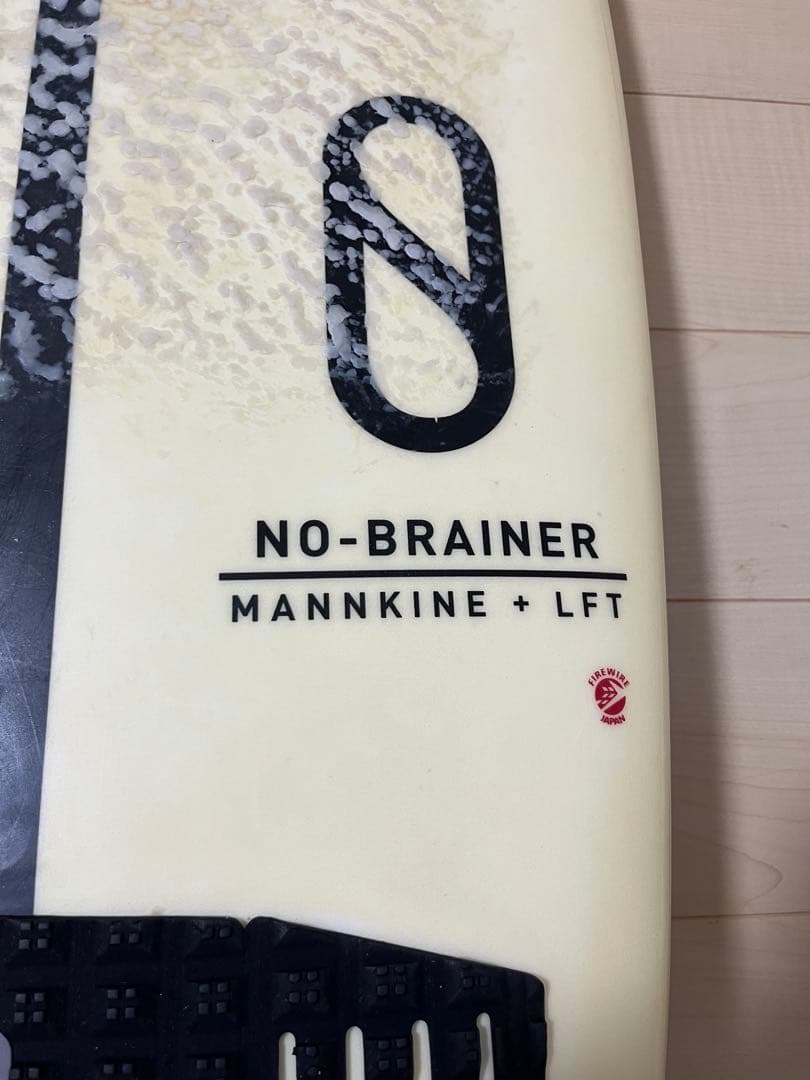 NO-BRAINER
MANNKINE + LFT
FIREWIRE
JAPAN